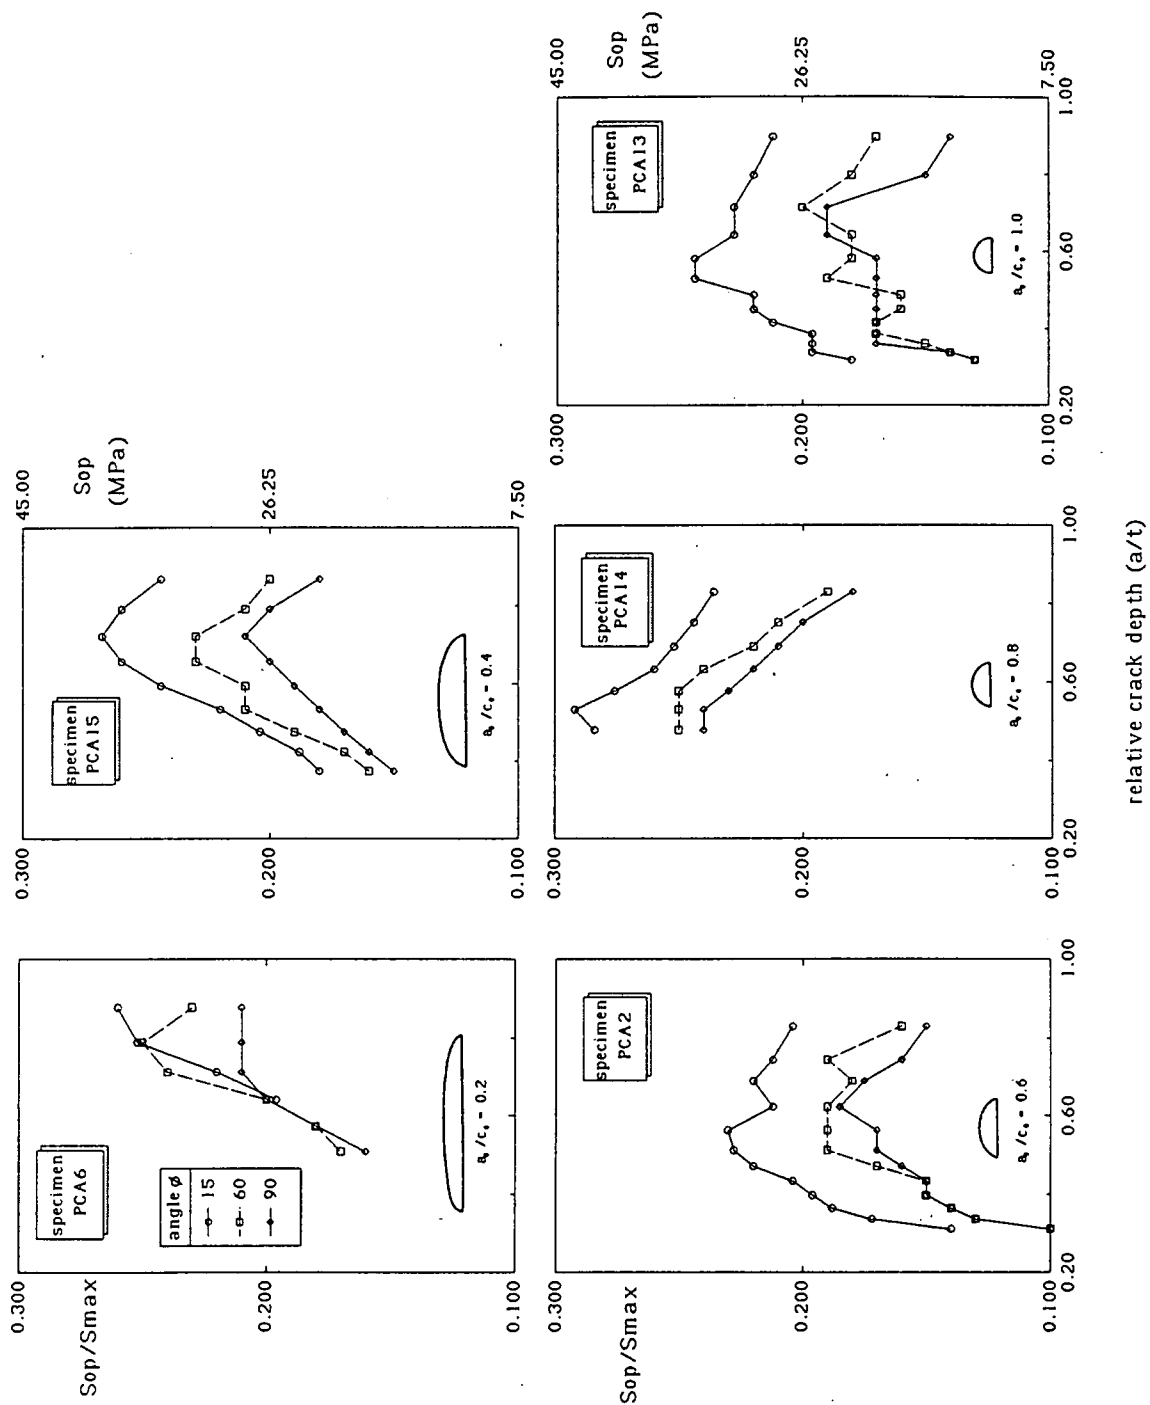 Sop/Smax
0.300
0.200
0.100
specimen
PCA6
angle ϕ
15
60
90
a₀/c₀ = 0.2
0.300
0.200
0.100
specimen
PCA15
a₀/c₀ = 0.4
45.00
Sop
(MPa)
26.25
7.50
Sop/Smax
0.300
0.200
0.100
specimen
PCA2
a₀/c₀ = 0.6
0.20
0.60
1.00
0.300
0.200
0.100
specimen
PCA14
a₀/c₀ = 0.8
0.20
0.60
1.00
0.300
0.200
0.100
specimen
PCA13
a₀/c₀ = 1.0
0.20
0.60
1.00
45.00
Sop
(MPa)
26.25
7.50
relative crack depth (a/t)